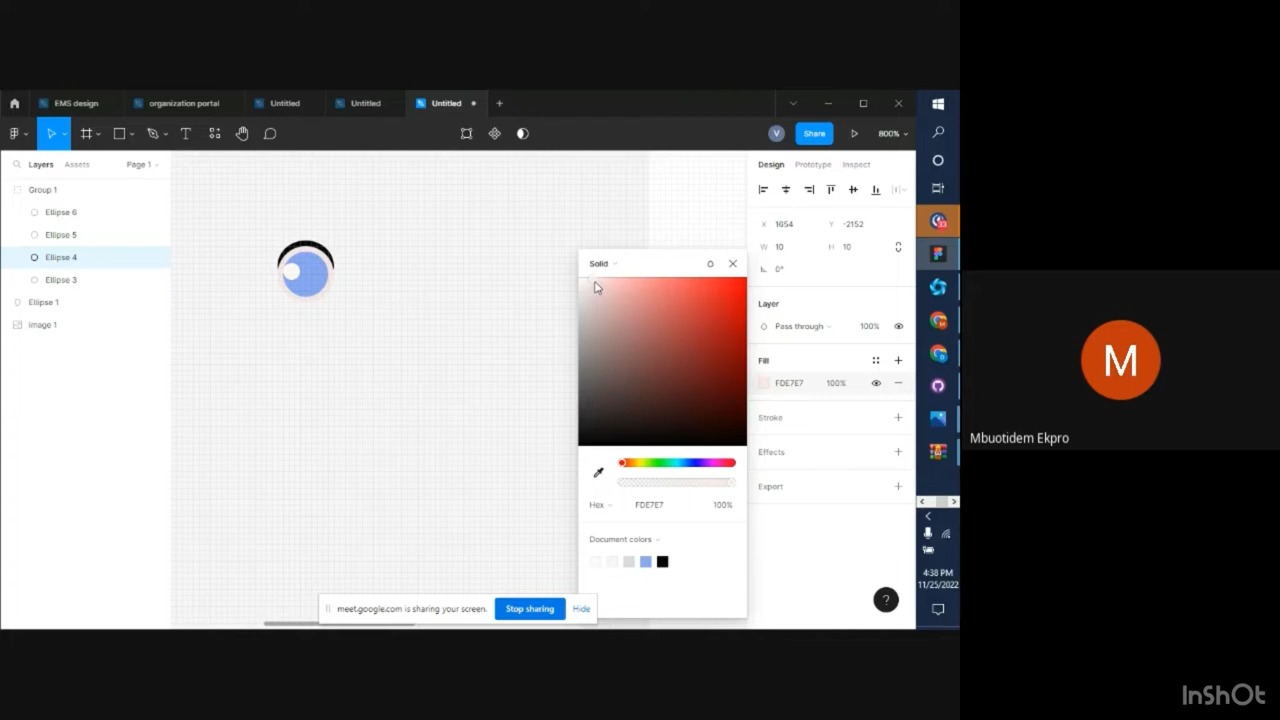 EMS design
organization portal
Untitled
Untitled
Untitled
V
Share
800%
Layers
Assets
Page 1
Group 1
Ellipse 6
Ellipse 5
Ellipse 4
Ellipse 3
Ellipse 1
Image 1
Solid
Hex
FDE7E7
100%
Document colors
Design
Prototype
Inspect
X 1654
Y -2152
W 10
H 10
0°
Layer
Pass through
100%
Fill
FDE7E7
100%
Stroke
Effects
Export
?
meet.google.com is sharing your screen.
Stop sharing
Hide
4:38 PM
11/25/2022
M
Mbuotidem Ekpro
InShOt